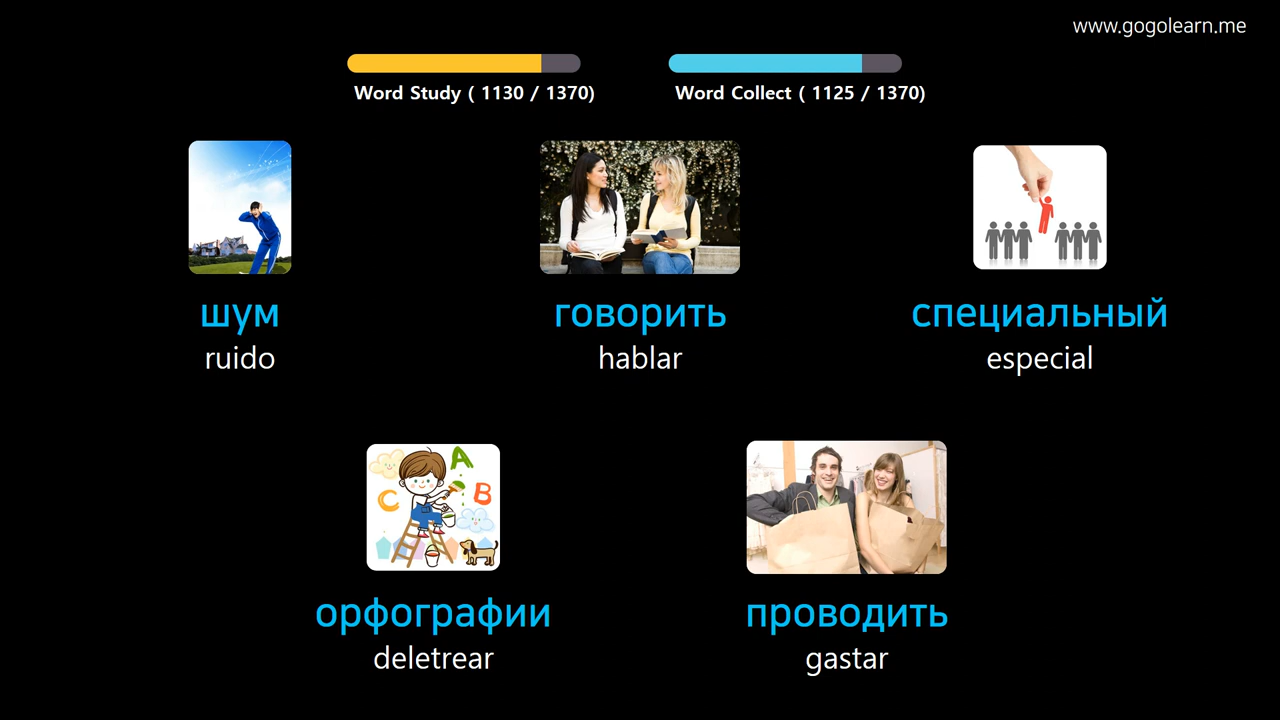 www.gogolearn.me
Word Study ( 1130 / 1370)
Word Collect ( 1125 / 1370)
шум
ruido
говорить
hablar
специальный
especial
A
B
C
орфографии
deletrear
проводить
gastar